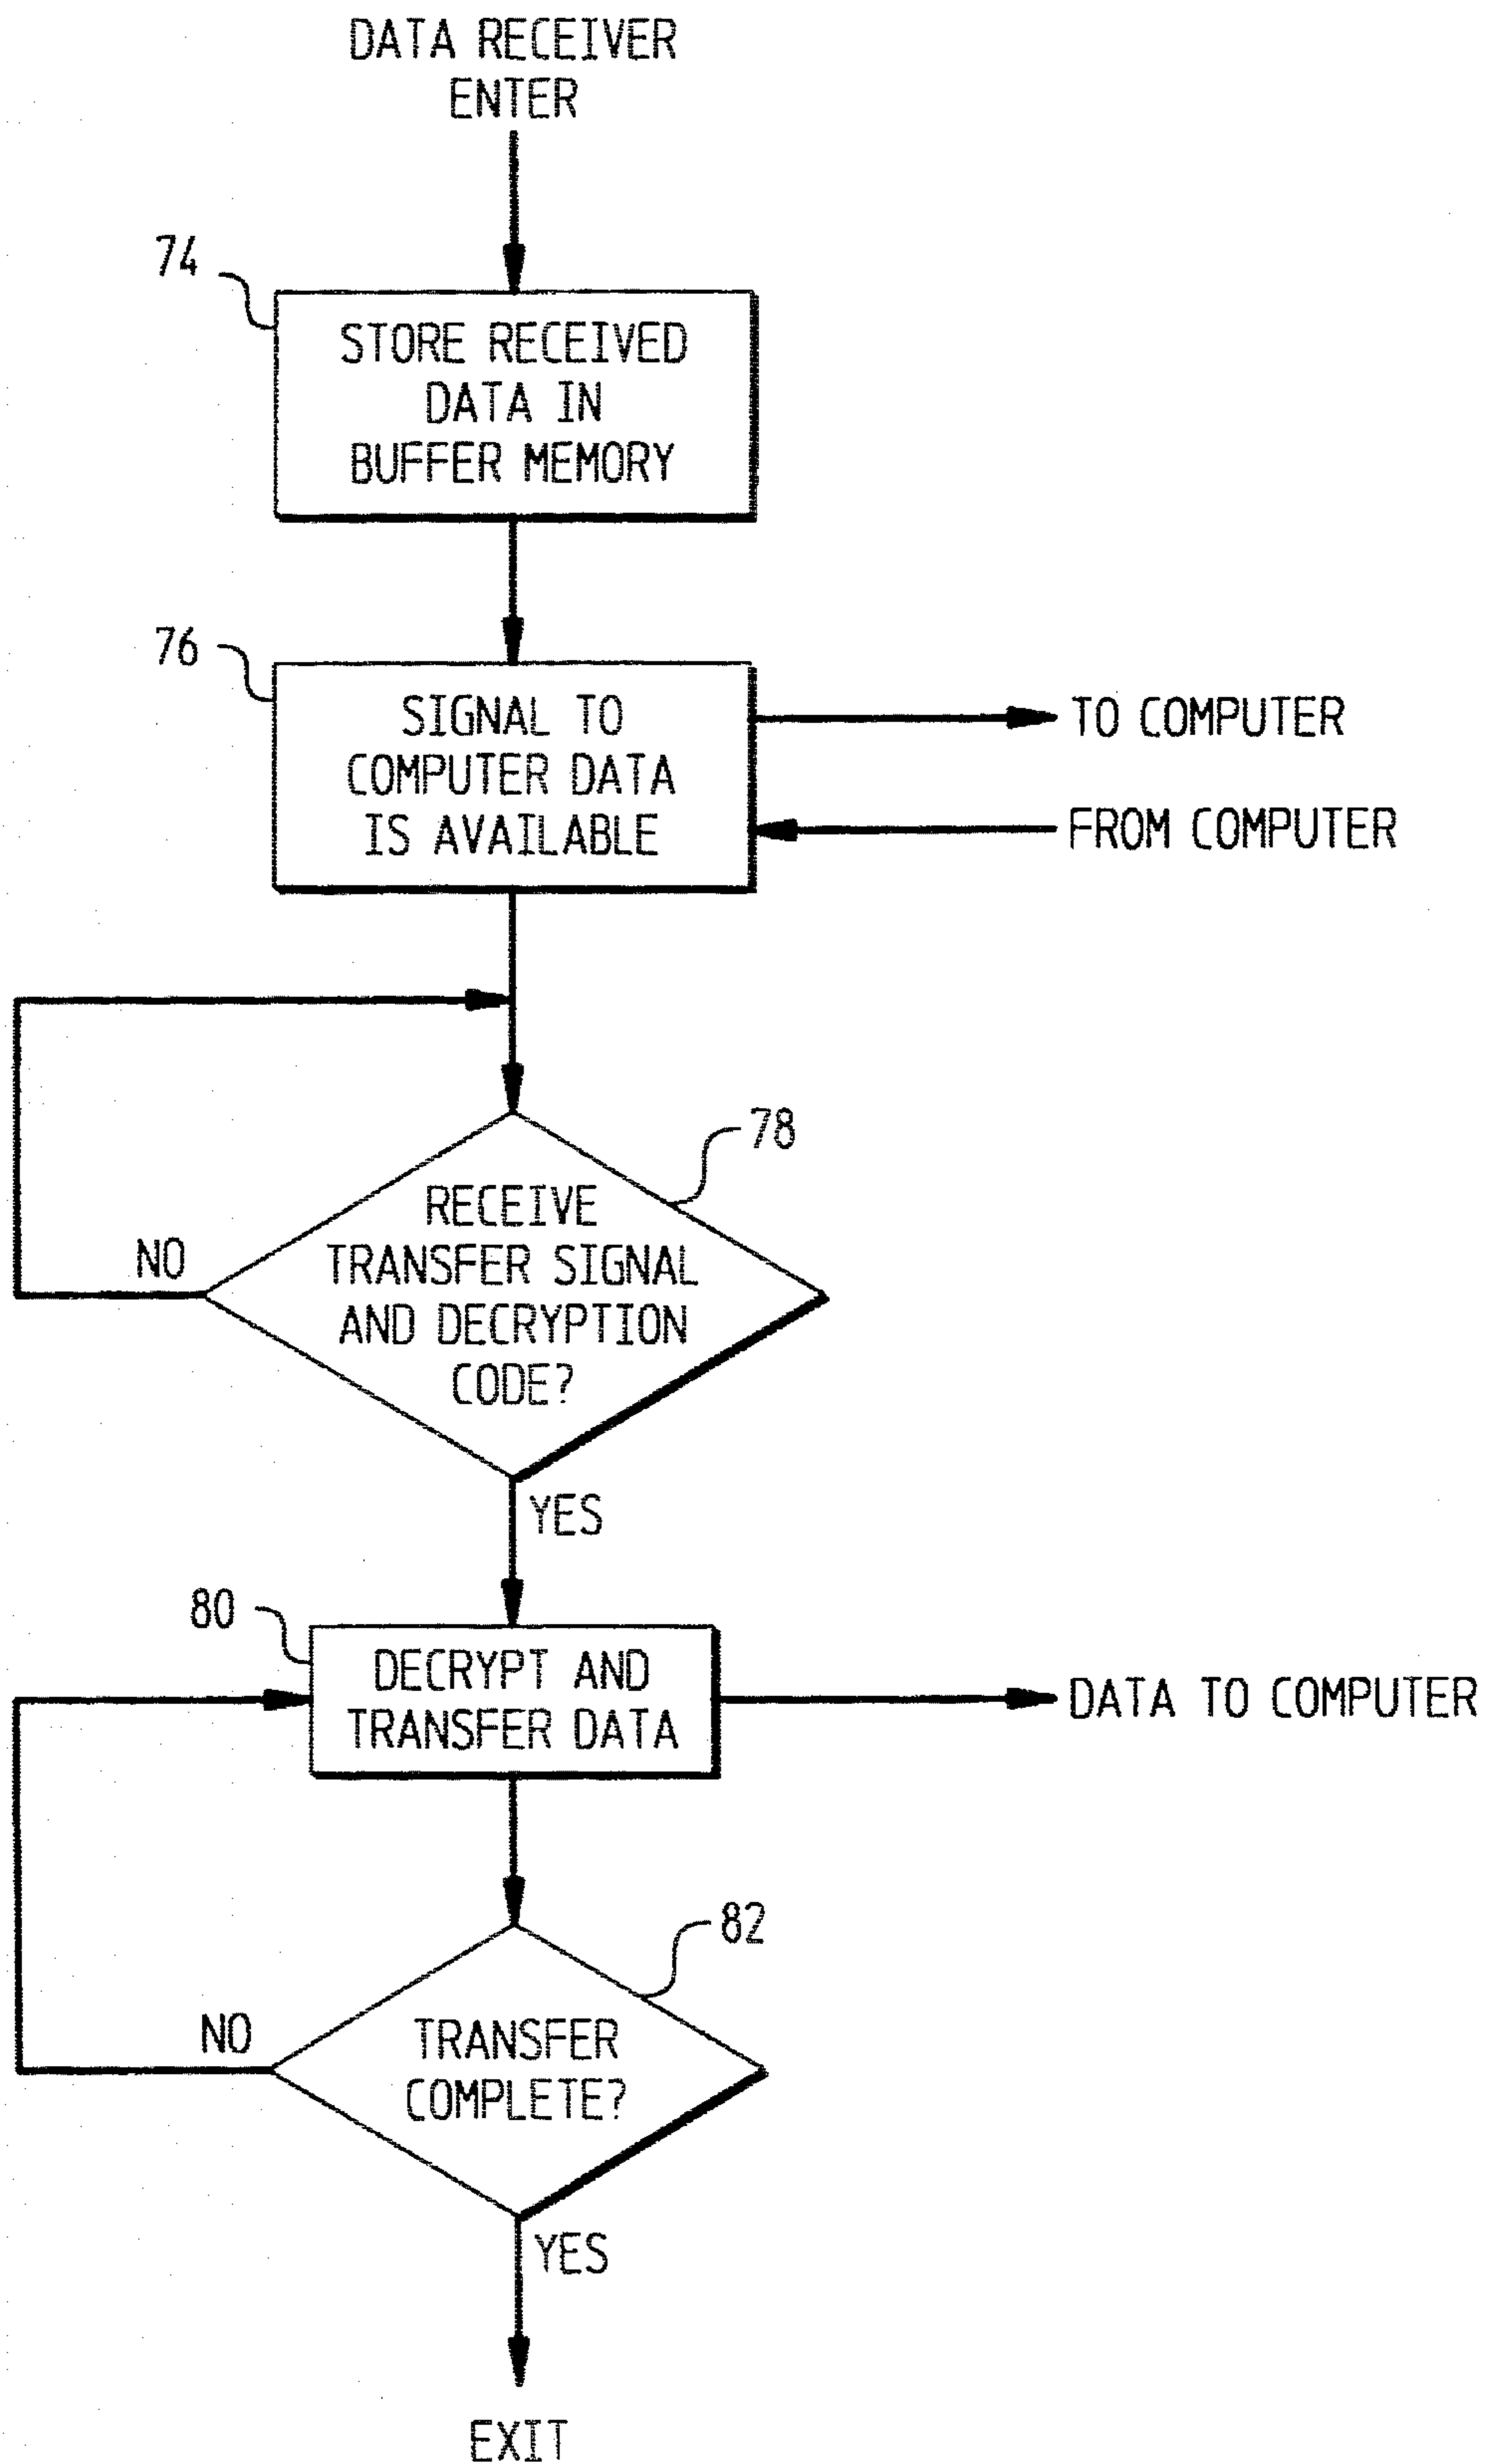 DATA RECEIVER
ENTER
74
STORE RECEIVED
DATA IN
BUFFER MEMORY
76
SIGNAL TO
COMPUTER DATA
IS AVAILABLE
TO COMPUTER
FROM COMPUTER
78
RECEIVE
TRANSFER SIGNAL
AND DECRYPTION
CODE?
NO
YES
80
DECRYPT AND
TRANSFER DATA
DATA TO COMPUTER
82
TRANSFER
COMPLETE?
NO
YES
EXIT